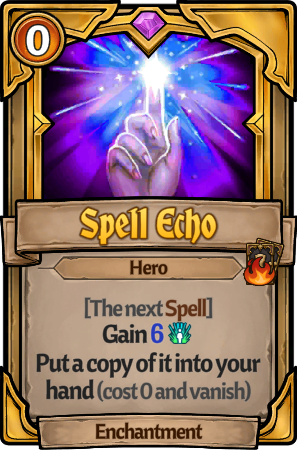 0
Spell Echo
Hero
[The next Spell]
Gain 6
Put a copy of it into your
hand (cost 0 and vanish)
Enchantment